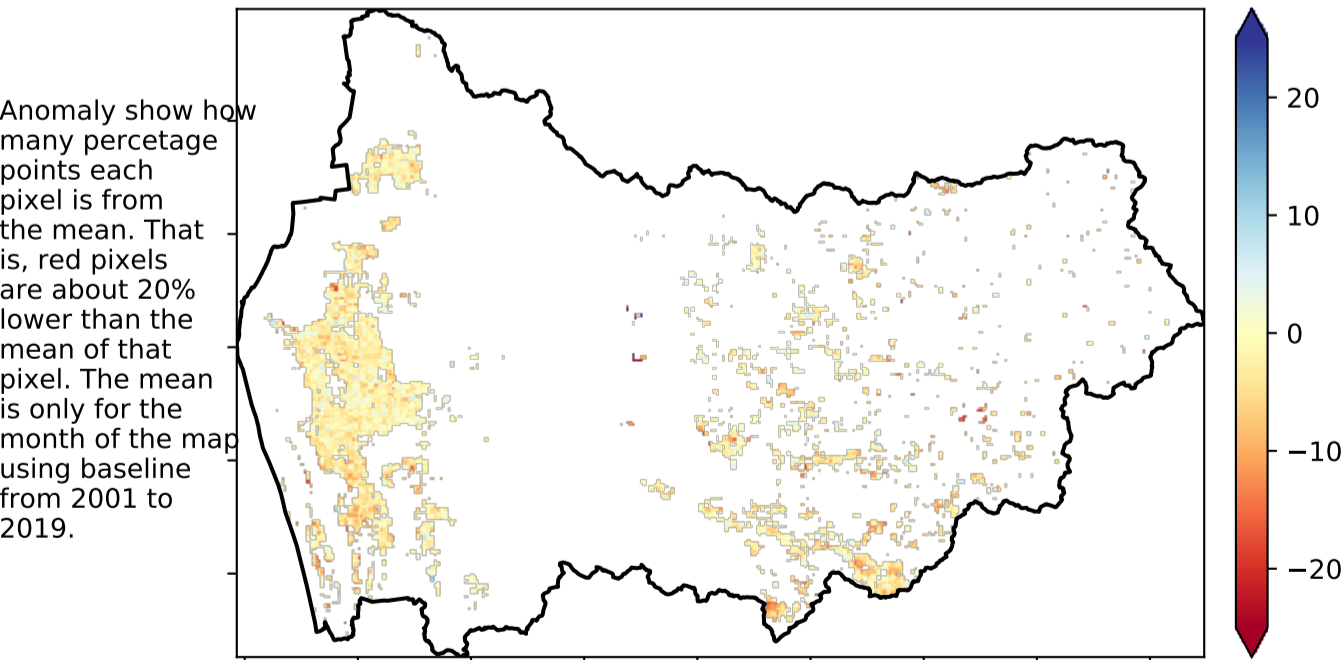 Anomaly show how
many percetage
points each
pixel is from
the mean. That
is, red pixels
are about 20%
lower than the
mean of that
pixel. The mean
is only for the
month of the map
using baseline
from 2001 to
2019.
20
10
0
−10
−20